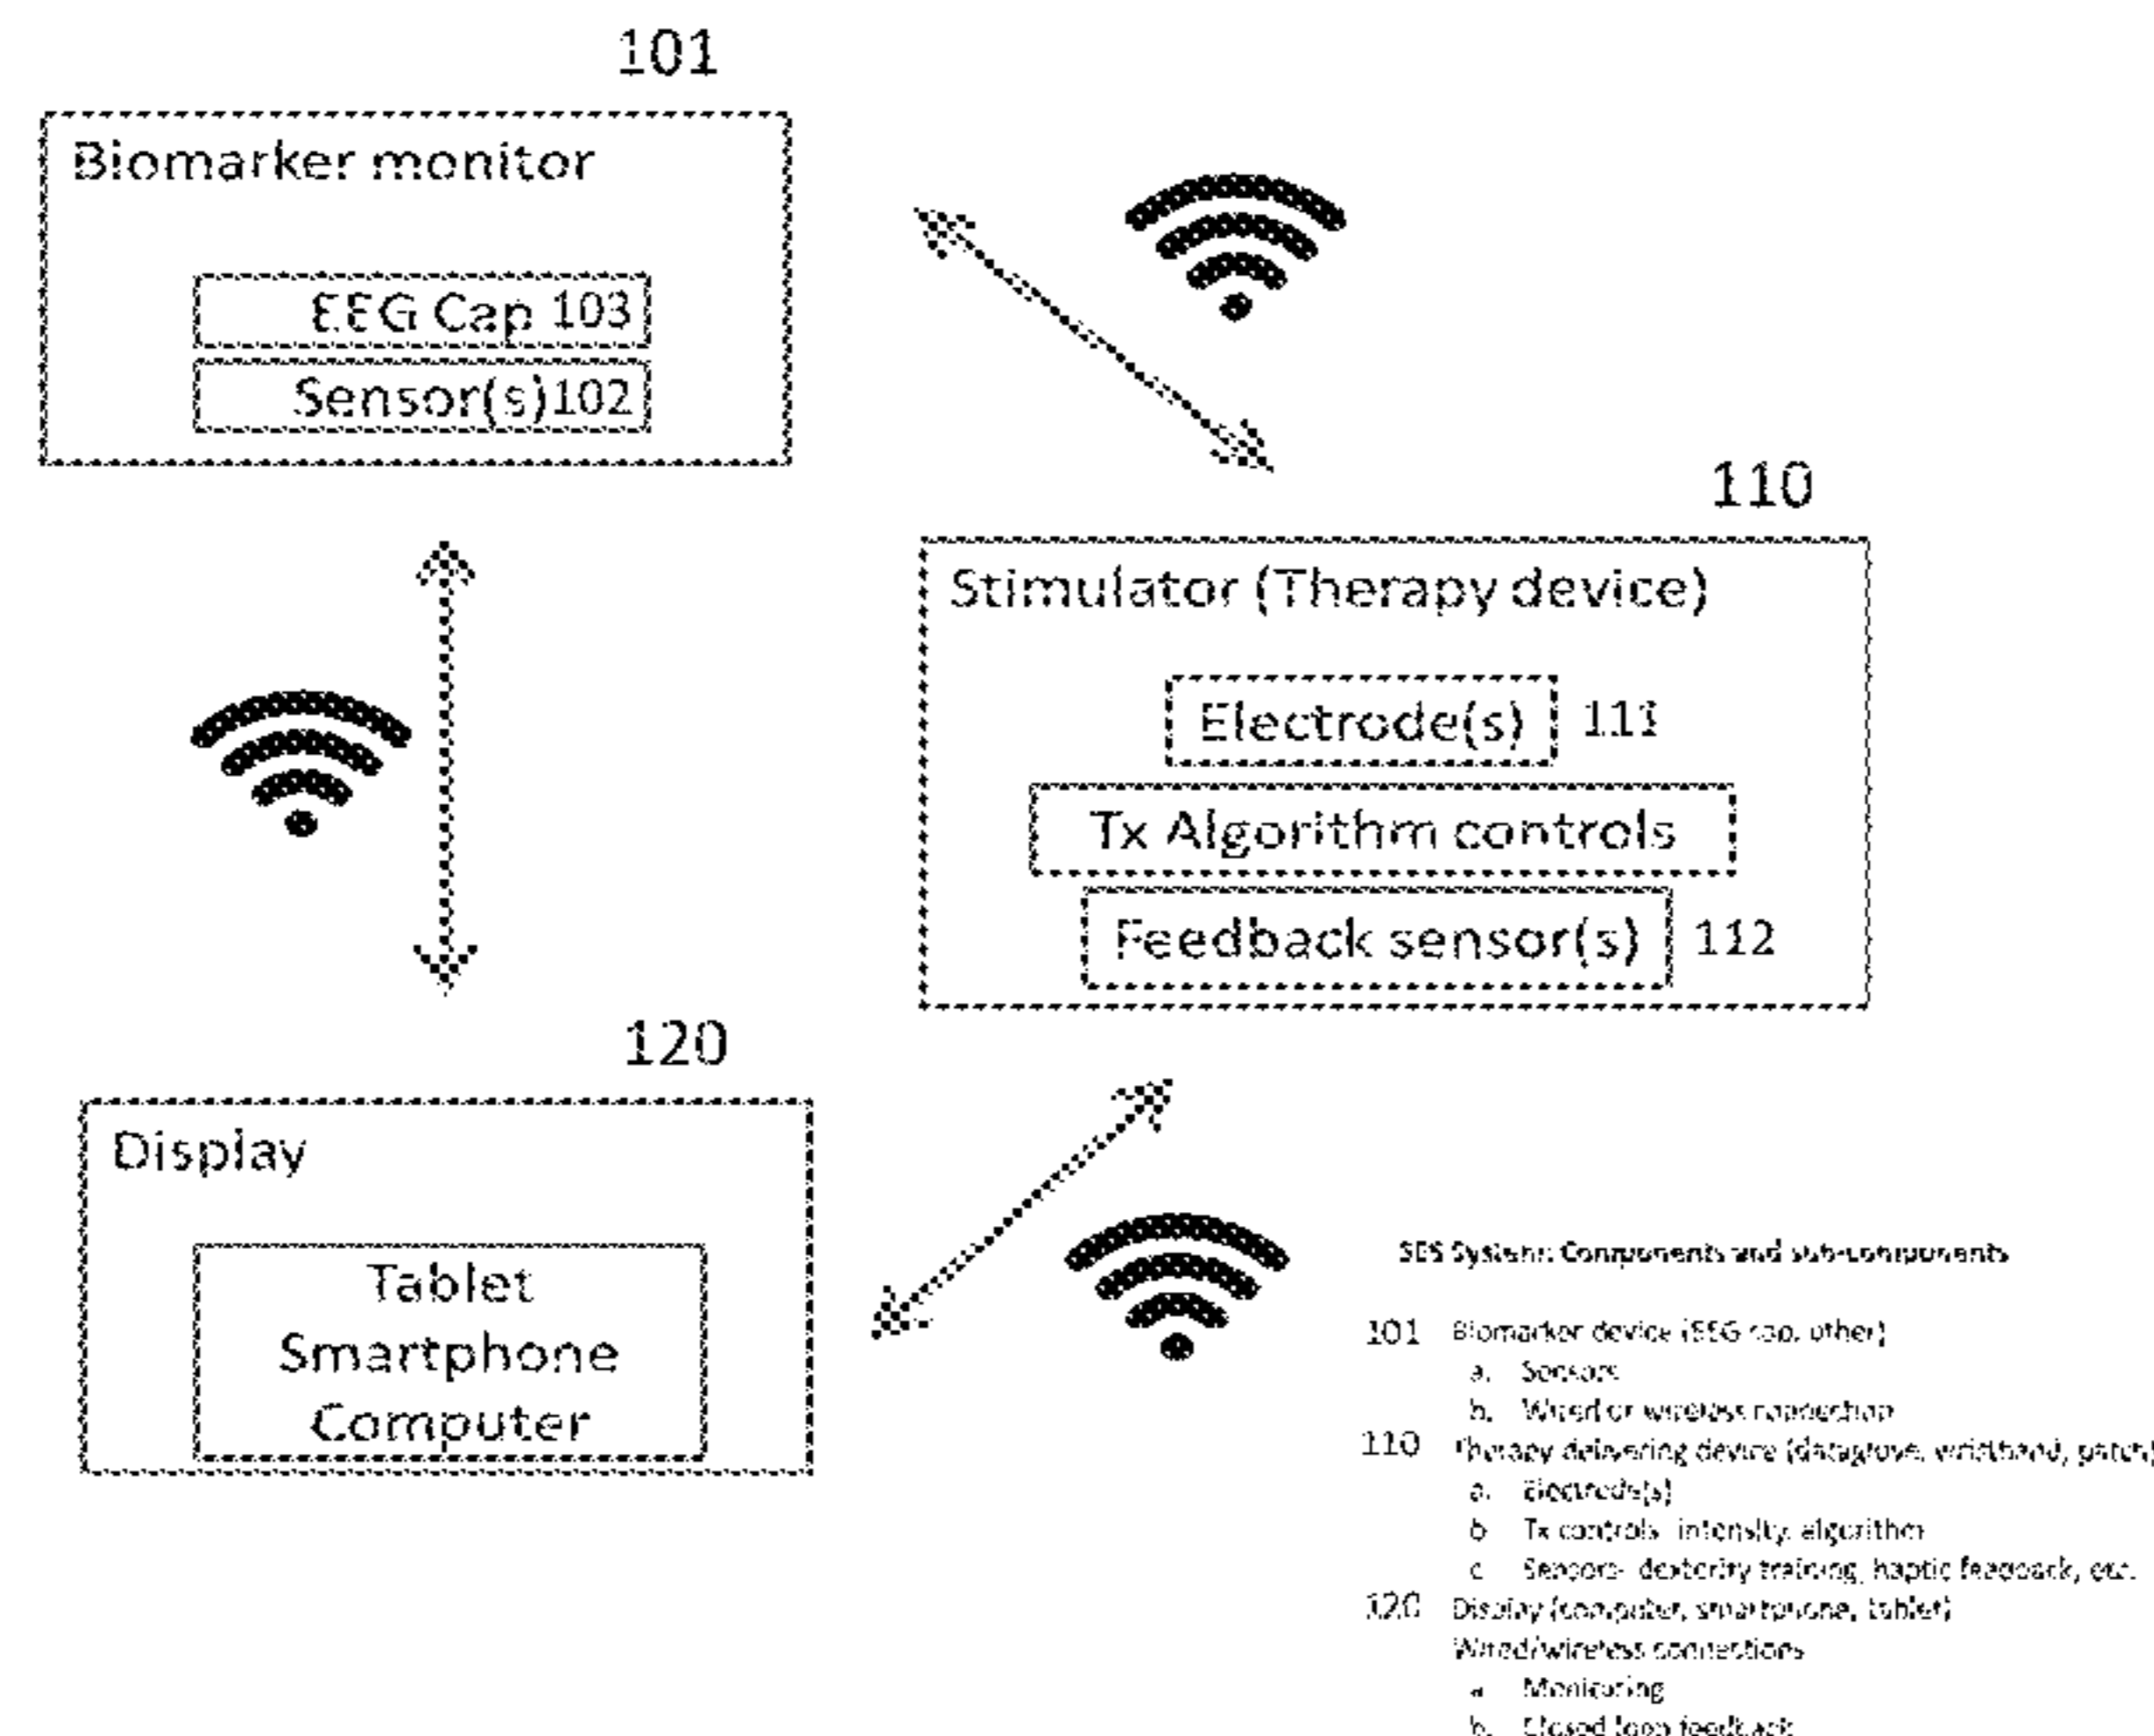 101
Biomarker monitor
EEG Cap 103
Sensor(s)102
110
Stimulator (Therapy device)
Electrode(s) 111
Tx Algorithm controls
Feedback sensor(s) 112
120
Display
Tablet
Smartphone
Computer
System: Components and sub-components
101 Biomarker device (EEG cap, other)
a. Sensors
b. Wired or wireless connection
110 Therapy delivering device (dataglove, wristband, patch)
a. Electrode(s)
b Tx controls intensity, algorithm
c Sensors- dexterity training, haptic feedback, etc.
120 Display (computer, smartphone, tablet)
Wired/wireless connections
a Monitoring
b. Closed loop feedback